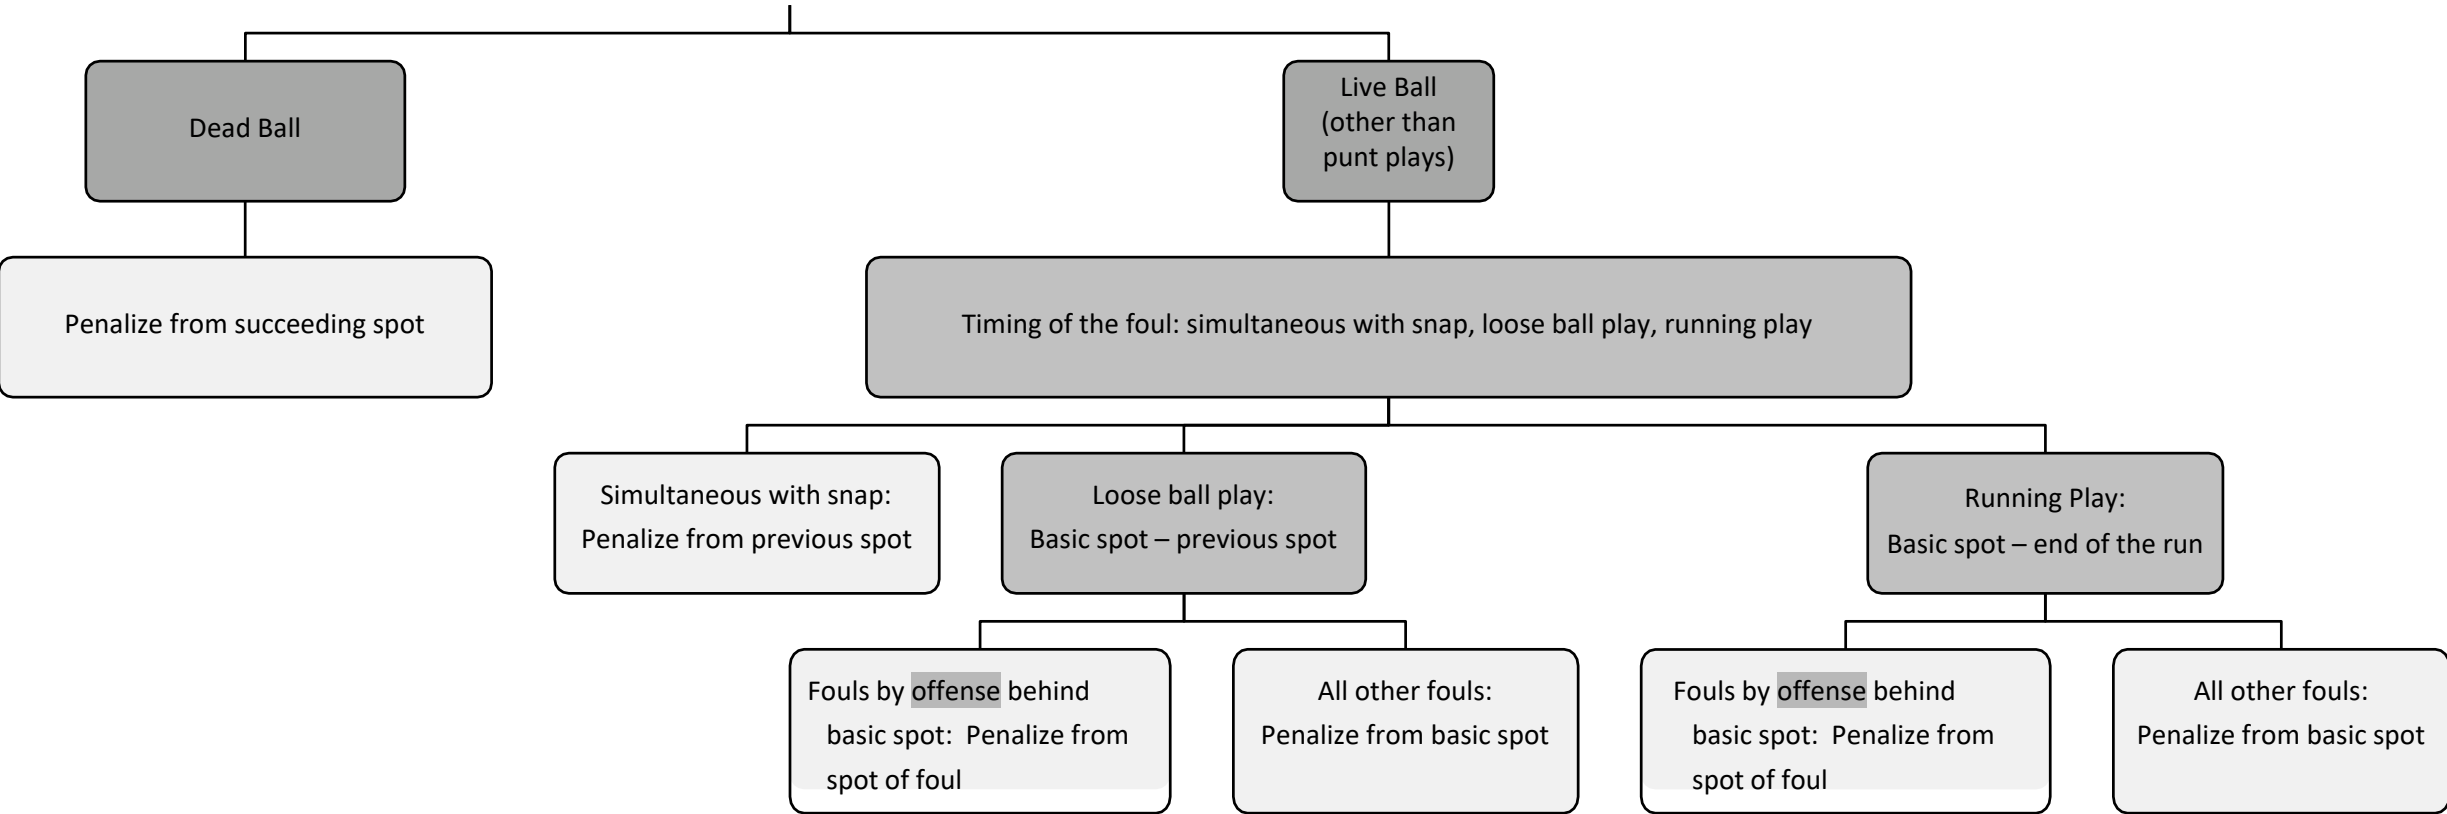 Dead Ball
Live Ball
(other than
punt plays)
Penalize from succeeding spot
Timing of the foul: simultaneous with snap, loose ball play, running play
Simultaneous with snap:
Penalize from previous spot
Loose ball play:
Basic spot – previous spot
Running Play:
Basic spot – end of the run
Fouls by offense behind
basic spot:  Penalize from
spot of foul
All other fouls:
Penalize from basic spot
Fouls by offense behind
basic spot:  Penalize from
spot of foul
All other fouls:
Penalize from basic spot